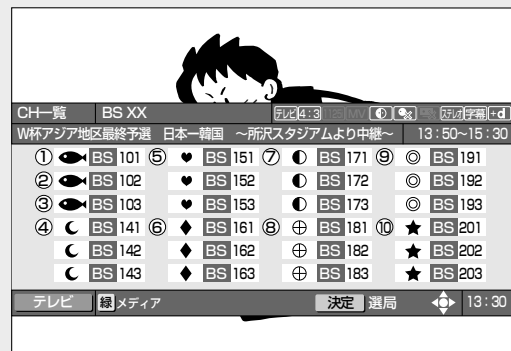 CH一覧 BS XX テレビ 4:3 MV ステレオ 字幕 +d
W杯アジア地区最終予選 日本ー韓国 ～所沢スタジアムより中継～ 13:50~15:30
① BS 101 ⑤ ♥ BS 151 ⑦ BS 171 ⑨ ◎ BS 191
② BS 102 ♥ BS 152 BS 172 ◎ BS 192
③ BS 103 ♥ BS 153 BS 173 ◎ BS 193
④ BS 141 ⑥ ♦ BS 161 ⑧ ⊕ BS 181 ⑩ ★ BS 201
BS 142 ♦ BS 162 ⊕ BS 182 ★ BS 202
BS 143 ♦ BS 163 ⊕ BS 183 ★ BS 203
テレビ 緑 メディア 決定 選局 13:30